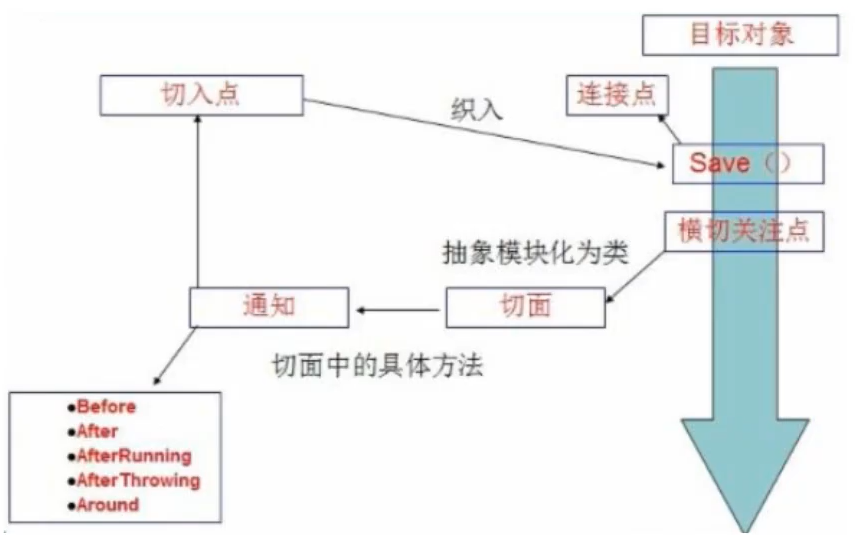 目标对象
切入点
连接点
织入
Save（）
横切关注点
抽象模块化为类
通知
切面
切面中的具体方法
●Before
●After
●AfterRunning
●AfterThrowing
●Around